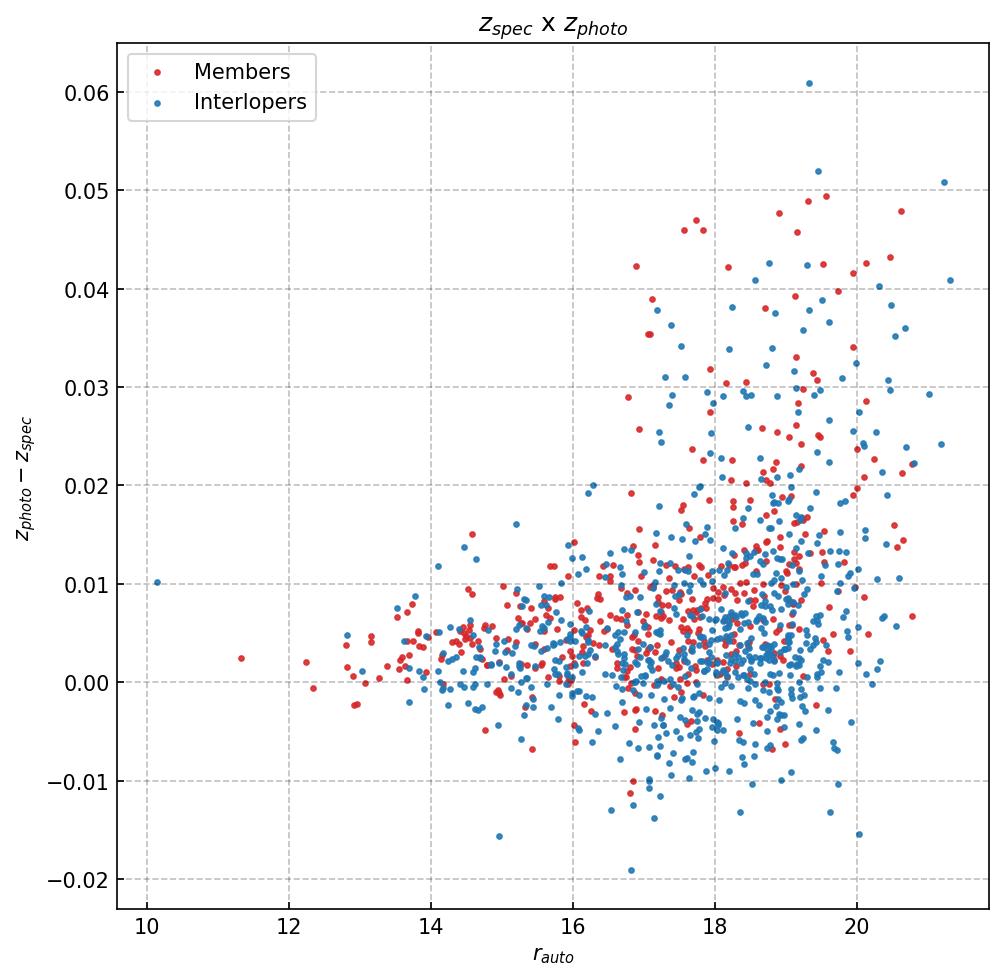 z_spec x z_photo
Members
Interlopers
0.06
0.05
0.04
0.03
0.02
0.01
0.00
−0.01
−0.02
z_photo − z_spec
10 12 14 16 18 20
r_auto